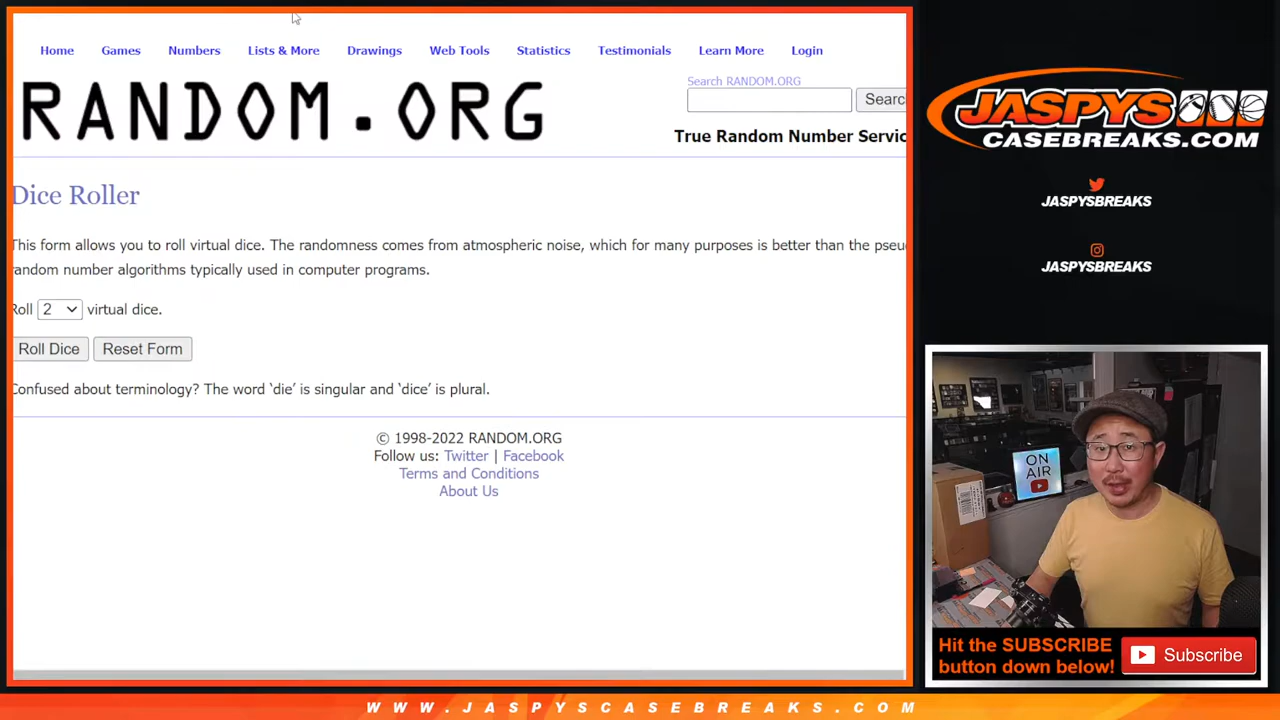 Home Games Numbers Lists & More Drawings Web Tools Statistics Testimonials Learn More Login
Search RANDOM.ORG
RANDOM.ORG
Searc
True Random Number Servic
Dice Roller
This form allows you to roll virtual dice. The randomness comes from atmospheric noise, which for many purposes is better than the pseu
random number algorithms typically used in computer programs.
Roll 2 virtual dice.
Roll Dice Reset Form
Confused about terminology? The word ‘die’ is singular and ‘dice’ is plural.
© 1998-2022 RANDOM.ORG
Follow us: Twitter | Facebook
Terms and Conditions
About Us
JASPYS
CASEBREAKS.COM
JASPYSBREAKS
JASPYSBREAKS
ON
AIR
Hit the SUBSCRIBE
button down below!
Subscribe
WWW.JASPYSCASEBREAKS.COM